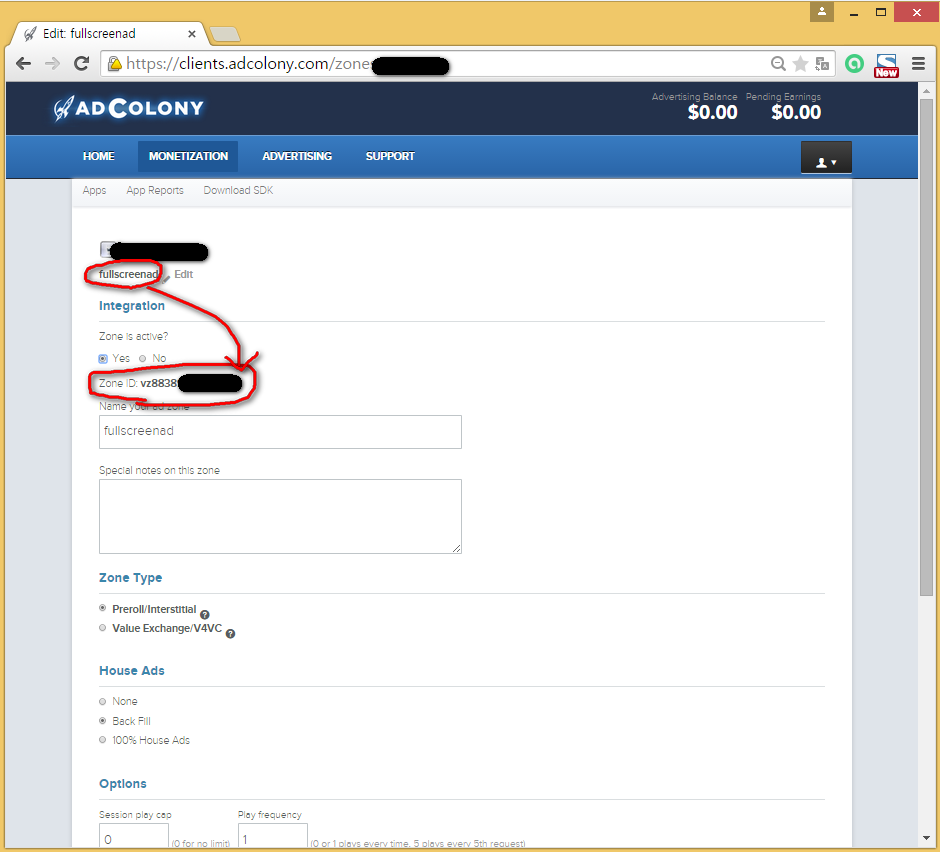 Edit: fullscreenad
https://clients.adcolony.com/zone
New
ADCOLONY
Advertising Balance Pending Earnings
$0.00 $0.00
HOME MONETIZATION ADVERTISING SUPPORT
Apps App Reports Download SDK
fullscreenad Edit
Integration
Zone is active?
Yes No
Zone ID: vz8838
Name your ad zone
fullscreenad
Special notes on this zone
Zone Type
Preroll/Interstitial ?
Value Exchange/V4VC ?
House Ads
None
Back Fill
100% House Ads
Options
Session play cap Play frequency
0 (0 for no limit) 1 (0 or 1 plays every time, 5 plays every 5th request)